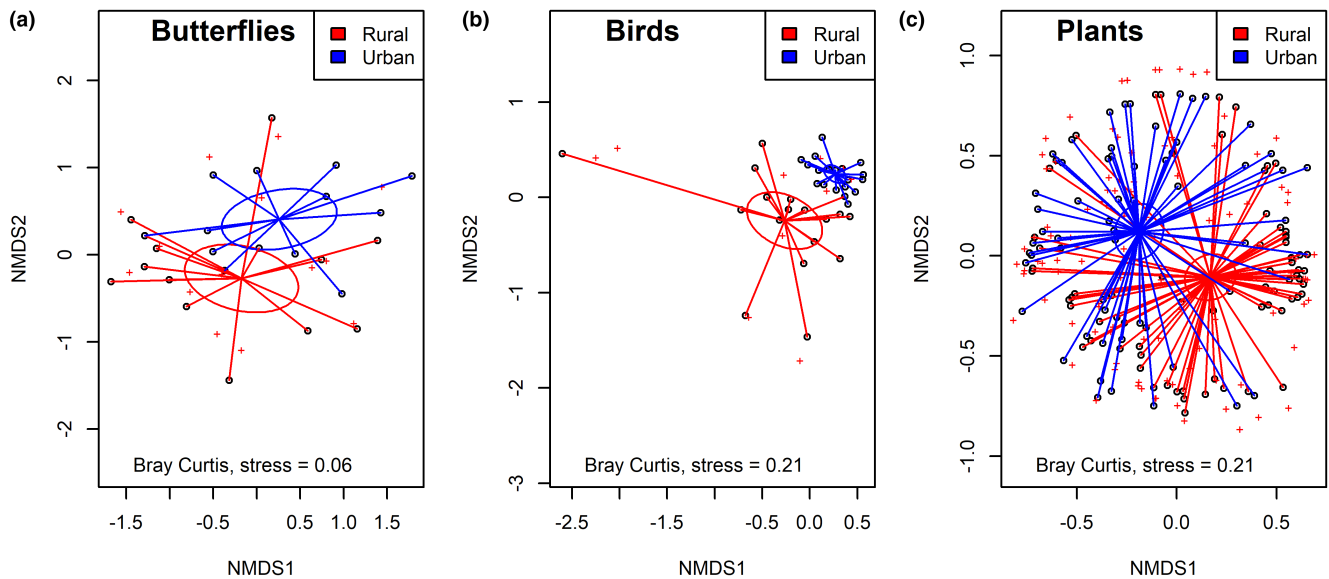 (a)
Butterflies
Rural
Urban
NMDS2
2
1
0
-1
-2
Bray Curtis, stress = 0.06
-1.5
-0.5
0.5
1.0
1.5
NMDS1
(b)
Birds
Rural
Urban
NMDS2
1
0
-1
-2
-3
Bray Curtis, stress = 0.21
-2.5
-1.5
-0.5
0.0
0.5
NMDS1
(c)
Plants
Rural
Urban
NMDS2
1.0
0.5
0.0
-0.5
-1.0
Bray Curtis, stress = 0.21
-0.5
0.0
0.5
NMDS1